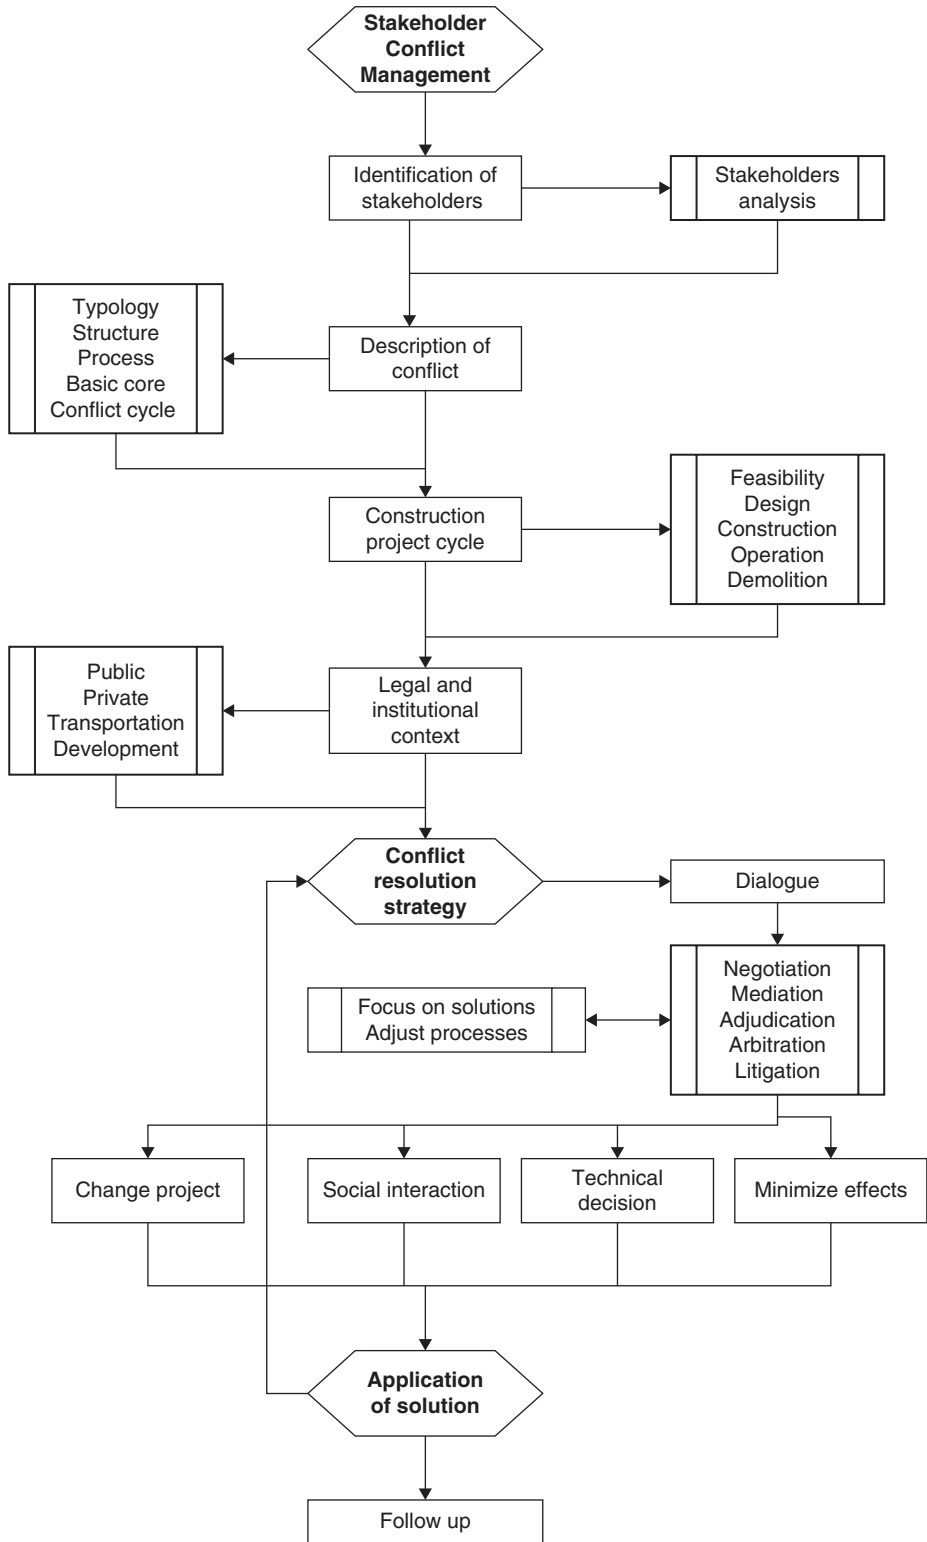 Stakeholder
Conflict
Management
Identification of
stakeholders
Stakeholders
analysis
Typology
Structure
Process
Basic core
Conflict cycle
Description of
conflict
Construction
project cycle
Feasibility
Design
Construction
Operation
Demolition
Public
Private
Transportation
Development
Legal and
institutional
context
Conflict
resolution
strategy
Dialogue
Focus on solutions
Adjust processes
Negotiation
Mediation
Adjudication
Arbitration
Litigation
Change project
Social interaction
Technical
decision
Minimize effects
Application
of solution
Follow up